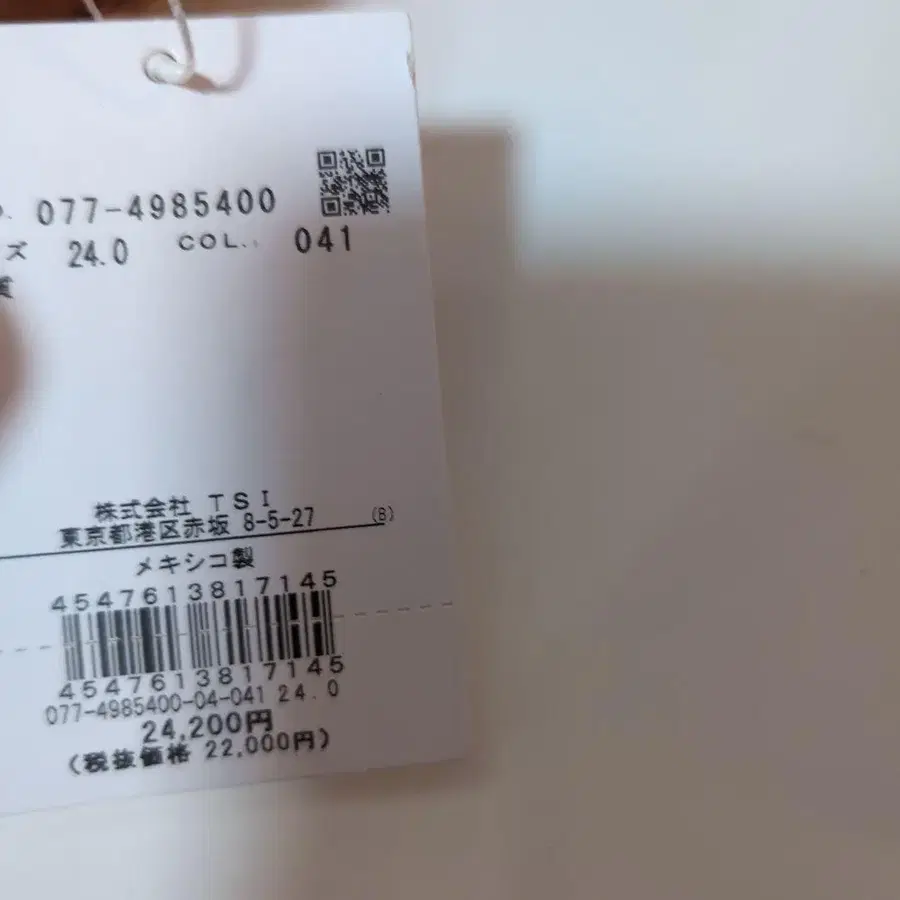 077-4985400
ズ 24.0 COL. 041
質
株式会社 TSI
東京都港区赤坂 8-5-27 (B)
メキシコ製
4547613817145
4547613817145
077-4985400-04-041 24.0
24,200円
(税抜価格 22,000円)